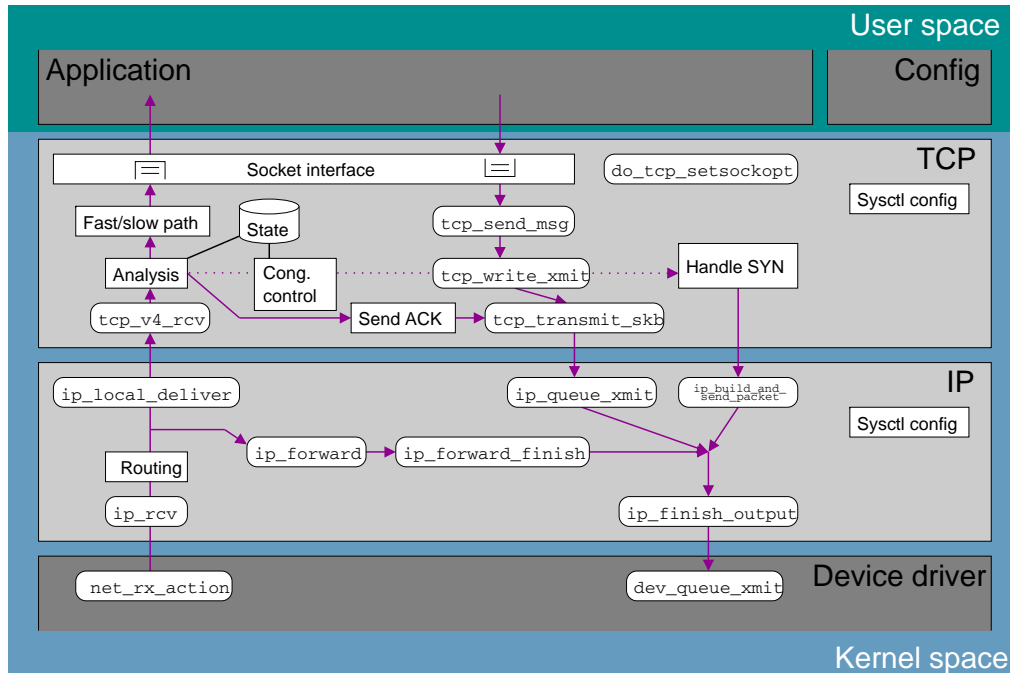 User space
Application
Config
TCP
Socket interface
do_tcp_setsockopt
Sysctl config
Fast/slow path
State
tcp_send_msg
Analysis
Cong.
control
tcp_write_xmit
Handle SYN
tcp_v4_rcv
Send ACK
tcp_transmit_skb
IP
ip_local_deliver
ip_queue_xmit
ip_build_and_
send_packet
Sysctl config
ip_forward
ip_forward_finish
Routing
ip_rcv
ip_finish_output
Device driver
net_rx_action
dev_queue_xmit
Kernel space